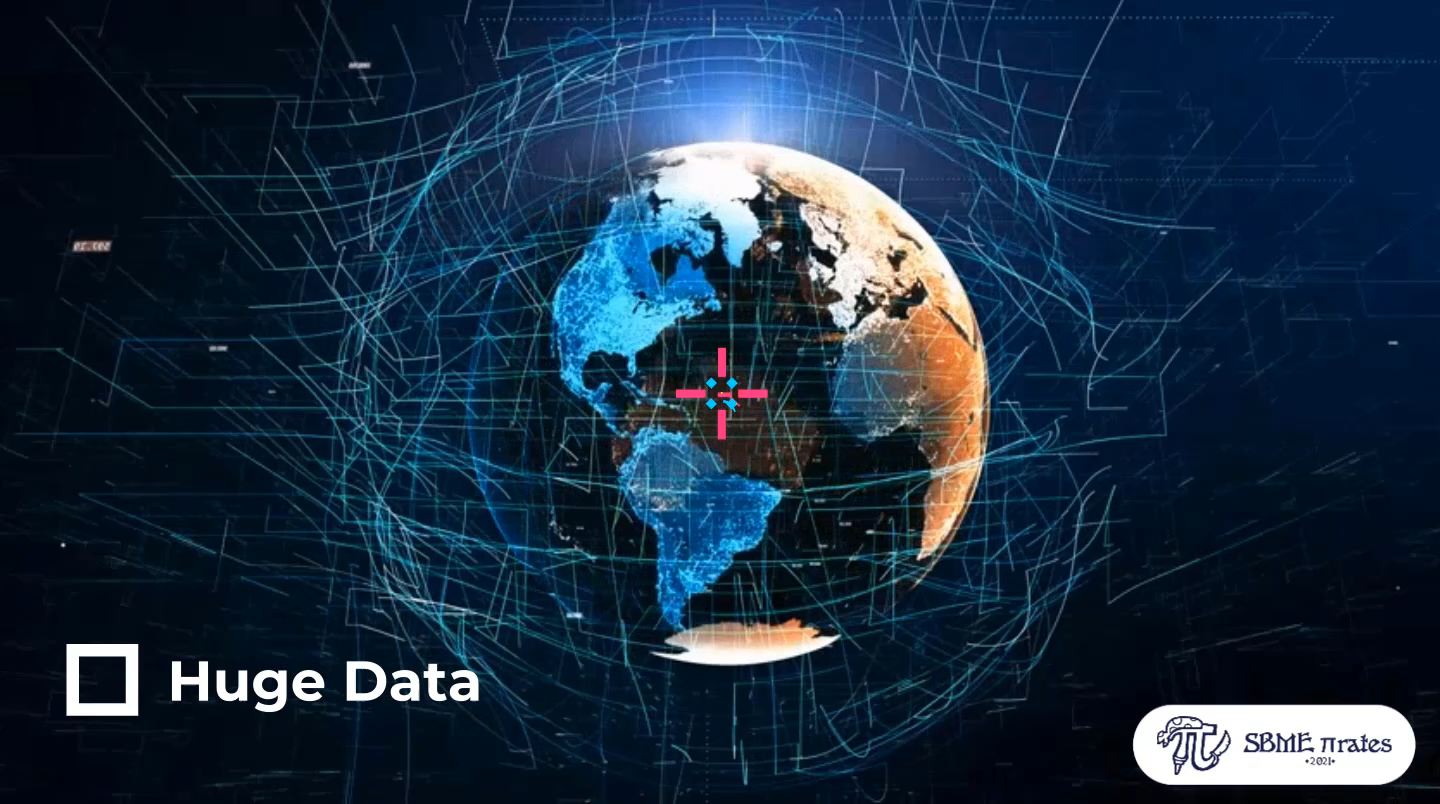 Huge Data
SBME πrates
•2021•